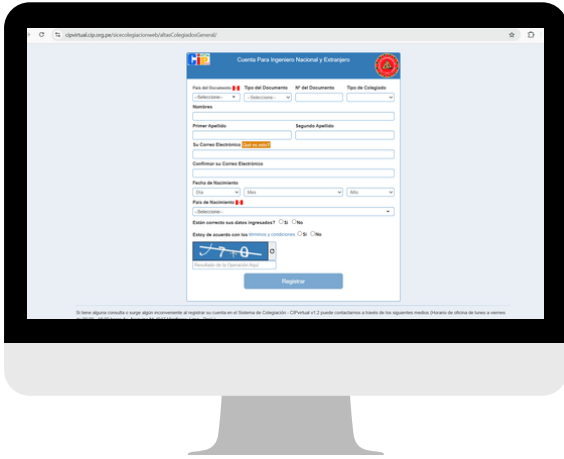 cipvirtual.cip.org.pe/sirecolegiacionweb/altasColegiadosGeneral/
CIP
Cuenta Para Ingeniero Nacional y Extranjero
País del Documento Tipo del Documento Nº del Documento Tipo de Colegiado
-Seleccione- -Seleccione-
Nombres
Primer Apellido Segundo Apellido
Su Correo Electrónico Qué es esto?
Confirmar su Correo Electrónico
Fecha de Nacimiento
Día Mes Año
País de Nacimiento
-Seleccione-
Están correcto sus datos ingresados? Si No
Estoy de acuerdo con los términos y condiciones Si No
Resultado de la Operación Aquí
Registrar
Si tiene alguna consulta o surge algún inconveniente al registrar su cuenta en el Sistema de Colegiación - CIPvirtual v1.2 puede contactarnos a través de los siguientes medios (Horario de oficina de lunes a viernes